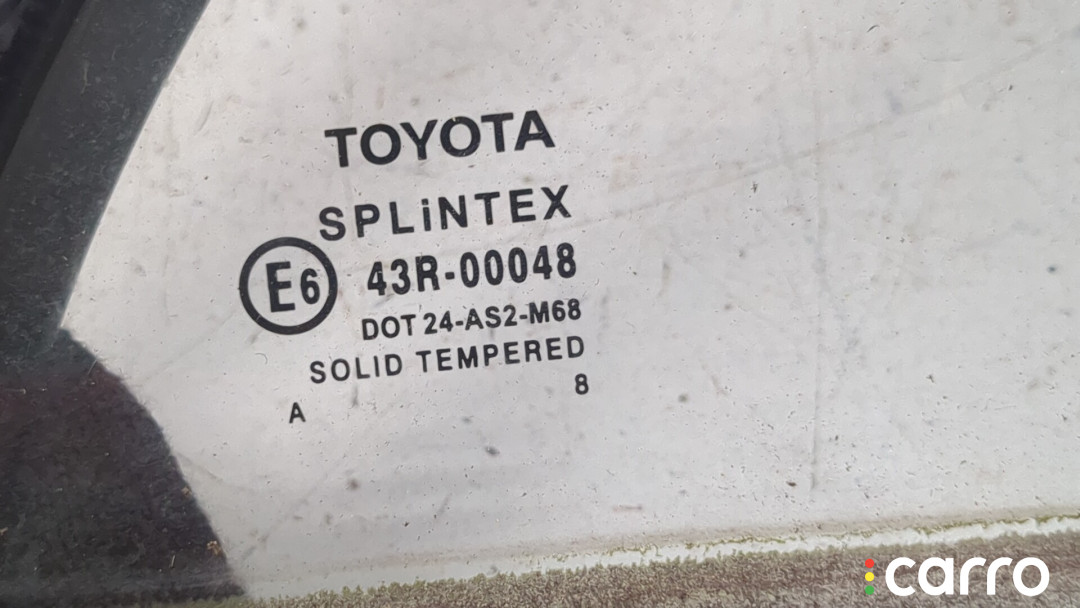 TOYOTA
SPLiNTEX
E6 43R-00048
DOT 24-AS2-M68
SOLID TEMPERED
A 8
carro